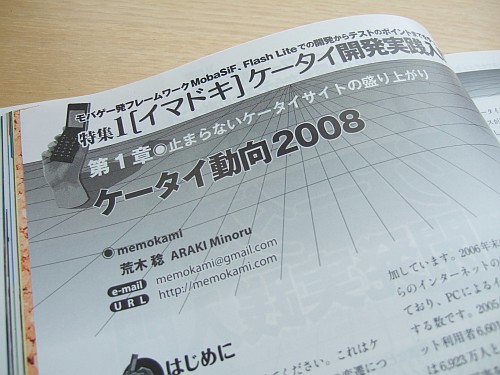 モバゲー発フレームワークMobaSiF、Flash Liteでの開発からテストのポイントまで
特集1[イマドキ]ケータイ開発実践入
第1章◉止まらないケータイサイトの盛り上がり
ケータイ動向2008
◉memokami
荒木 稔 ARAKI Minoru
e-mail memokami@gmail.com
URL http://memokami.com
はじめに
ください。これはケ
加しています。2006年末
らのインターネットの
ており、PCによる
する数です。2005
ット利用者6,60
は6,923万人と